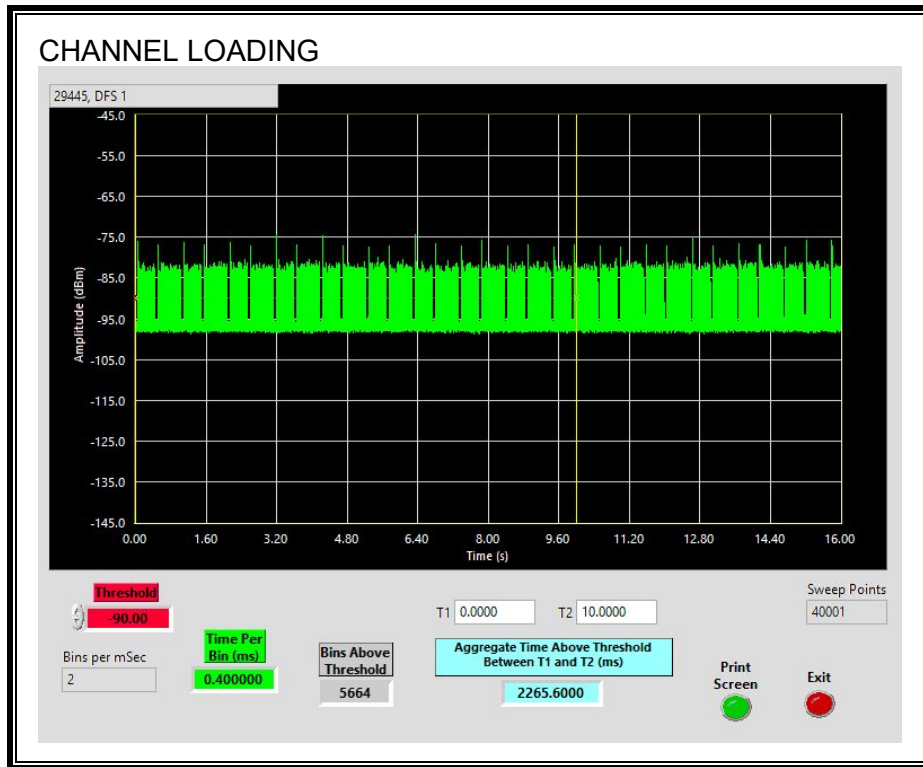 CHANNEL LOADING
29445, DFS 1
-45.0
-55.0
-65.0
-75.0
-85.0
-95.0
-105.0
-115.0
-125.0
-135.0
-145.0
Amplitude (dBm)
0.00 1.60 3.20 4.80 6.40 8.00 9.60 11.20 12.80 14.40 16.00
Time (s)
Threshold
-90.00
Bins per mSec
2
Time Per
Bin (ms)
0.400000
Bins Above
Threshold
5664
T1 0.0000 T2 10.0000
Aggregate Time Above Threshold
Between T1 and T2 (ms)
2265.6000
Sweep Points
40001
Print
Screen
Exit